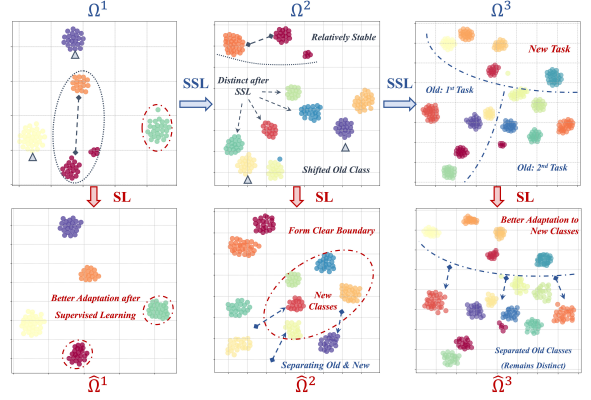 Ω¹
Ω²
Ω³
Relatively Stable
New Task
SSL
Distinct after
SSL
SSL
Old: 1ˢᵗ Task
Shifted Old Class
Old: 2ⁿᵈ Task
SL
SL
SL
Form Clear Boundary
Better Adaptation to
New Classes
Better Adaptation after
Supervised Learning
New
Classes
Separating Old & New
Separated Old Classes
(Remains Distinct)
Ω̂¹
Ω̂²
Ω̂³